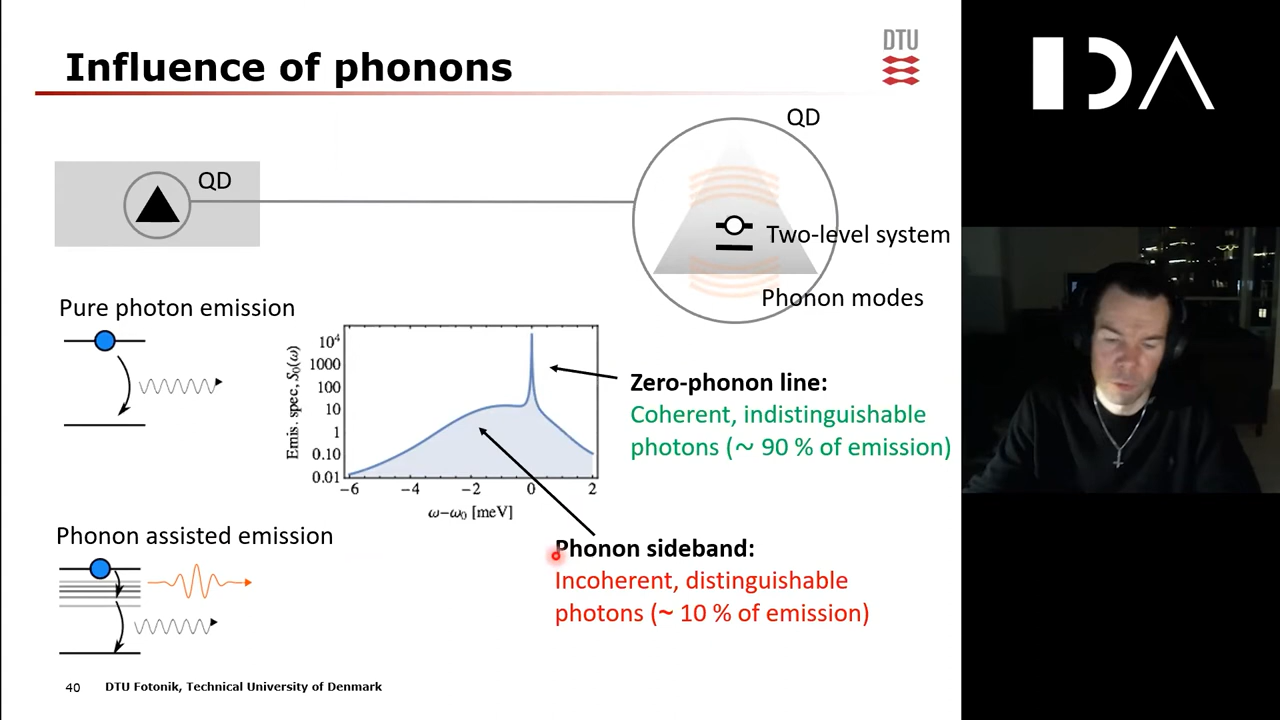 Influence of phonons
DTU
IDA
QD
QD
Two-level system
Phonon modes
Pure photon emission
Emis. spec, S₀(ω)
10⁴
1000
100
10
1
0.10
0.01
−6 −4 −2 0 2
ω−ω₀ [meV]
Zero-phonon line:
Coherent, indistinguishable
photons (~ 90 % of emission)
Phonon assisted emission
Phonon sideband:
Incoherent, distinguishable
photons (~ 10 % of emission)
40 DTU Fotonik, Technical University of Denmark